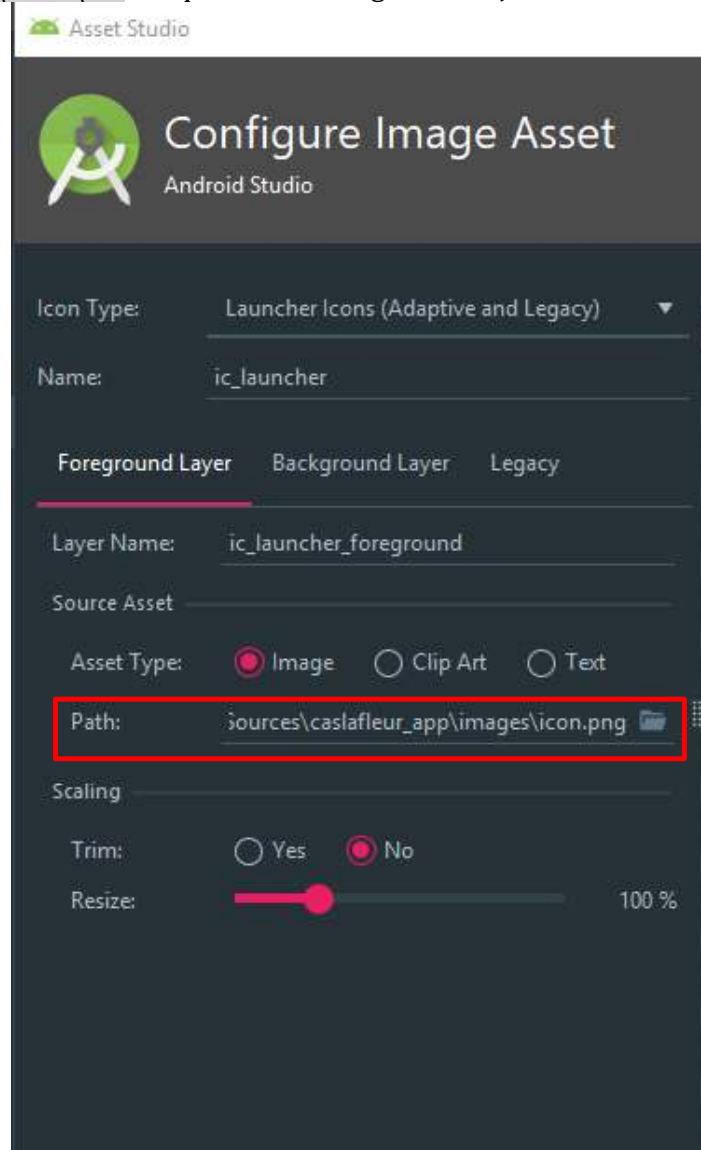 Asset Studio
Configure Image Asset
Android Studio
Icon Type: Launcher Icons (Adaptive and Legacy)
Name: ic_launcher
Foreground Layer Background Layer Legacy
Layer Name: ic_launcher_foreground
Source Asset
Asset Type: Image Clip Art Text
Path: Sources\caslafleur_app\images\icon.png
Scaling
Trim: Yes No
Resize: 100 %